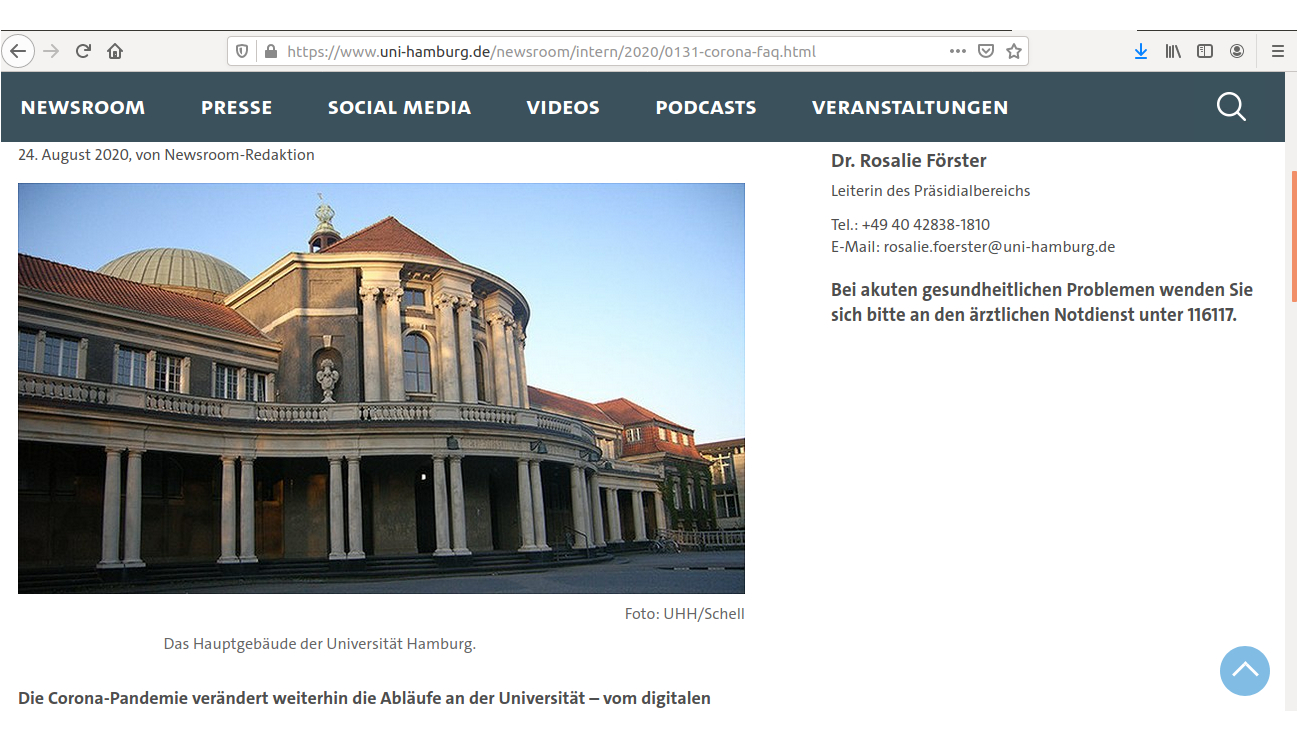 https://www.uni-hamburg.de/newsroom/intern/2020/0131-corona-faq.html
NEWSROOM PRESSE SOCIAL MEDIA VIDEOS PODCASTS VERANSTALTUNGEN
24. August 2020, von Newsroom-Redaktion
Foto: UHH/Schell
Das Hauptgebäude der Universität Hamburg.
Die Corona-Pandemie verändert weiterhin die Abläufe an der Universität – vom digitalen
Dr. Rosalie Förster
Leiterin des Präsidialbereichs
Tel.: +49 40 42838-1810
E-Mail: rosalie.foerster@uni-hamburg.de
Bei akuten gesundheitlichen Problemen wenden Sie
sich bitte an den ärztlichen Notdienst unter 116117.